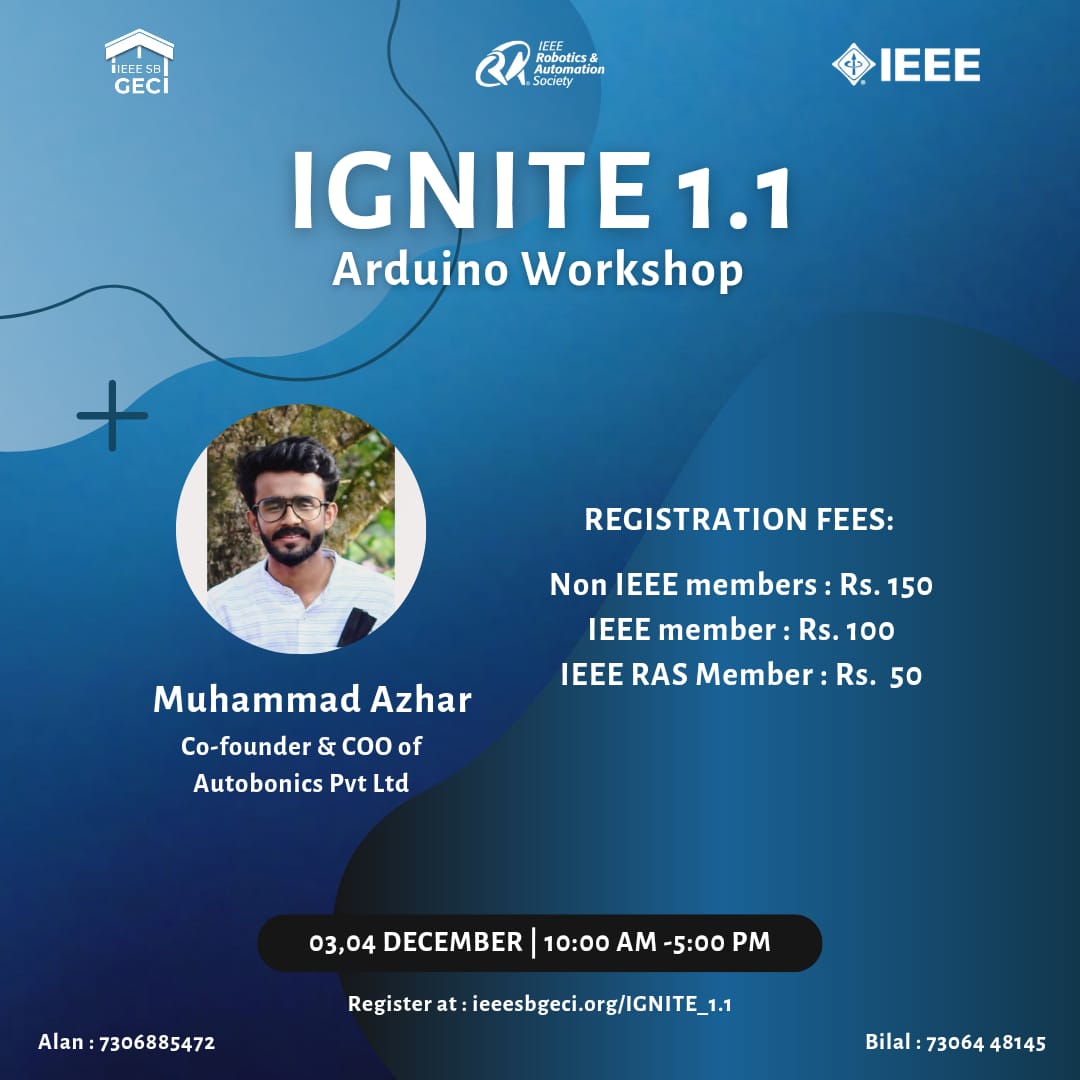 IEEE SB
GECI
IEEE
Robotics &
Automation
Society
IEEE
IGNITE 1.1
Arduino Workshop
Muhammad Azhar
Co-founder & COO of
Autobonics Pvt Ltd
REGISTRATION FEES:
Non IEEE members : Rs. 150
IEEE member : Rs. 100
IEEE RAS Member : Rs. 50
03,04 DECEMBER | 10:00 AM -5:00 PM
Register at : ieeesbgeci.org/IGNITE_1.1
Alan : 7306885472
Bilal : 73064 48145